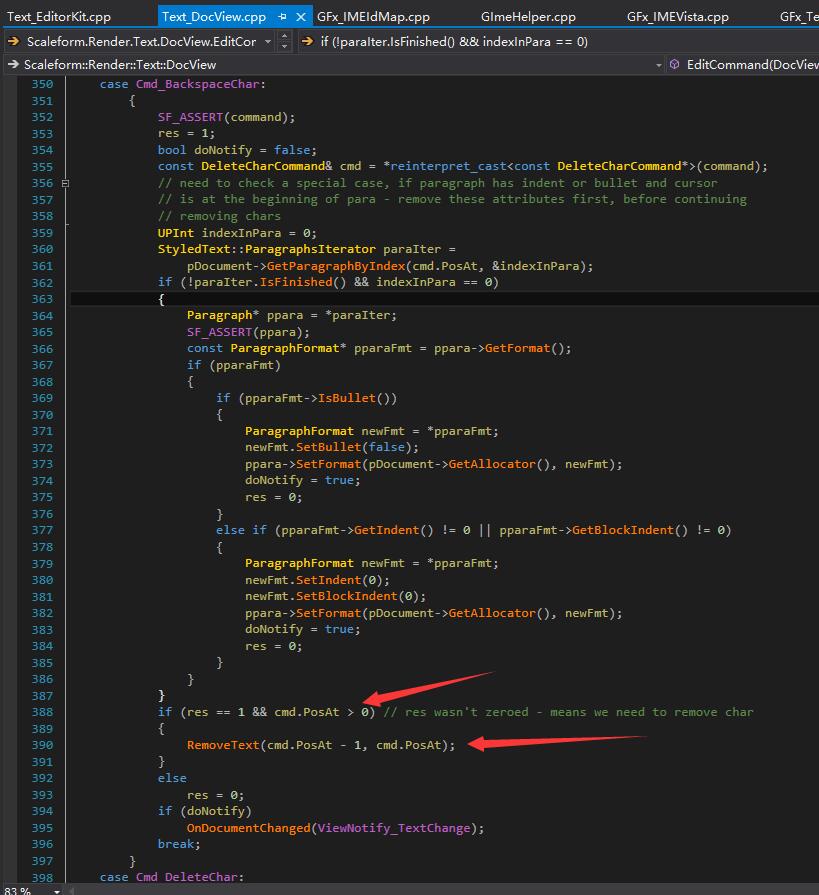 Text_EditorKit.cpp Text_DocView.cpp GFx_IMEIdMap.cpp GImeHelper.cpp GFx_IMEVista.cpp GFx_Te
Scaleform.Render.Text.DocView.EditCor if (!paraIter.IsFinished() && indexInPara == 0)
Scaleform::Render::Text::DocView EditCommand(DocView
350 case Cmd_BackspaceChar:
351 {
352 SF_ASSERT(command);
353 res = 1;
354 bool doNotify = false;
355 const DeleteCharCommand& cmd = *reinterpret_cast<const DeleteCharCommand*>(command);
356 // need to check a special case, if paragraph has indent or bullet and cursor
357 // is at the beginning of para - remove these attributes first, before continuing
358 // removing chars
359 UPInt indexInPara = 0;
360 StyledText::ParagraphsIterator paraIter =
361 pDocument->GetParagraphByIndex(cmd.PosAt, &indexInPara);
362 if (!paraIter.IsFinished() && indexInPara == 0)
363 {
364 Paragraph* ppara = *paraIter;
365 SF_ASSERT(ppara);
366 const ParagraphFormat* pparaFmt = ppara->GetFormat();
367 if (pparaFmt)
368 {
369 if (pparaFmt->IsBullet())
370 {
371 ParagraphFormat newFmt = *pparaFmt;
372 newFmt.SetBullet(false);
373 ppara->SetFormat(pDocument->GetAllocator(), newFmt);
374 doNotify = true;
375 res = 0;
376 }
377 else if (pparaFmt->GetIndent() != 0 || pparaFmt->GetBlockIndent() != 0)
378 {
379 ParagraphFormat newFmt = *pparaFmt;
380 newFmt.SetIndent(0);
381 newFmt.SetBlockIndent(0);
382 ppara->SetFormat(pDocument->GetAllocator(), newFmt);
383 doNotify = true;
384 res = 0;
385 }
386 }
387 }
388 if (res == 1 && cmd.PosAt > 0) // res wasn't zeroed - means we need to remove char
389 {
390 RemoveText(cmd.PosAt - 1, cmd.PosAt);
391 }
392 else
393 res = 0;
394 if (doNotify)
395 OnDocumentChanged(ViewNotify_TextChange);
396 break;
397 }
398 case Cmd_DeleteChar:
83 %